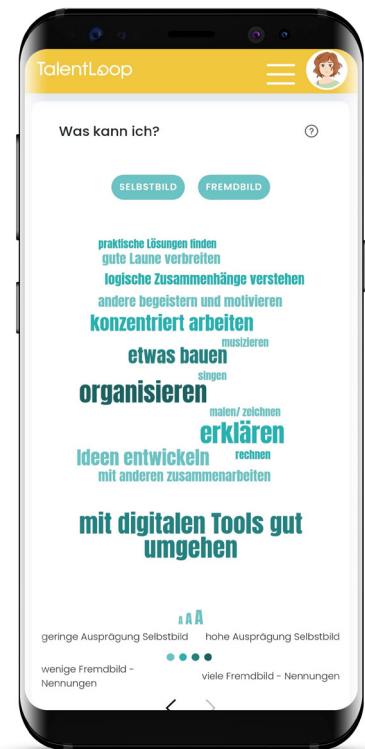 TalentLoop
Was kann ich?
?
SELBSTBILD FREMDBILD
praktische Lösungen finden
gute Laune verbreiten
logische Zusammenhänge verstehen
andere begeistern und motivieren
konzentriert arbeiten
musizieren
etwas bauen
singen
organisieren
malen/ zeichnen
erklären
Ideen entwickeln
rechnen
mit anderen zusammenarbeiten
mit digitalen Tools gut
umgehen
A A A
geringe Ausprägung Selbstbild hohe Ausprägung Selbstbild
wenige Fremdbild -
Nennungen
viele Fremdbild - Nennungen